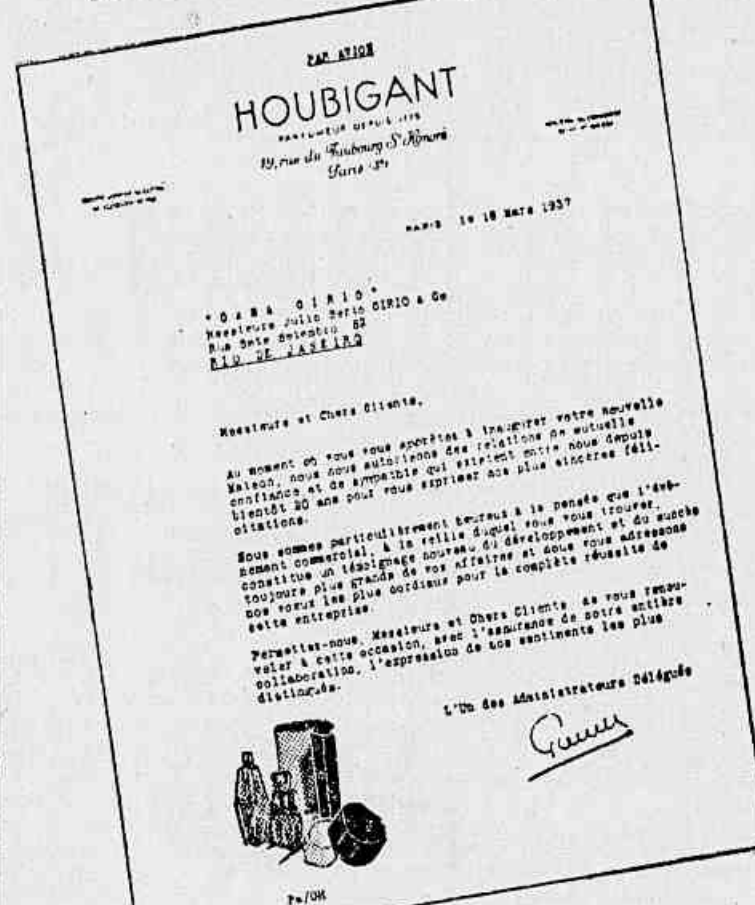 PAR AVION
HOUBIGANT
PARFUMEUR DEPUIS 1775
19, rue du Faubourg St Honoré
Paris
PARIS le 18 Mars 1937
Messieurs Julio Berto CIRIO & Co
Rua Sete Setembro 82
RIO DE JANEIRO
Messieurs et Chers Clients,
Au moment où vous vous apprêtez à inaugurer votre nouvelle
Maison, nous nous autorisons des relations de mutuelle
confiance et de sympathie qui existent entre nous depuis
bientôt 20 ans pour vous exprimer nos plus sincères féli-
citations.
Nous sommes particulièrement heureux à la pensée que l'évè-
nement commercial, à la veille duquel vous vous trouvez,
constitue un témoignage nouveau du développement et du succès
toujours plus grands de vos affaires et nous vous adressons
nos voeux les plus cordiaux pour la complète réussite de
cette entreprise.
Permettez-nous, Messieurs et Chers Clients de vous renou-
veler à cette occasion, avec l'assurance de notre entière
collaboration, l'expression de nos sentiments les plus
distingués.
L'Un des Administrateurs Délégués